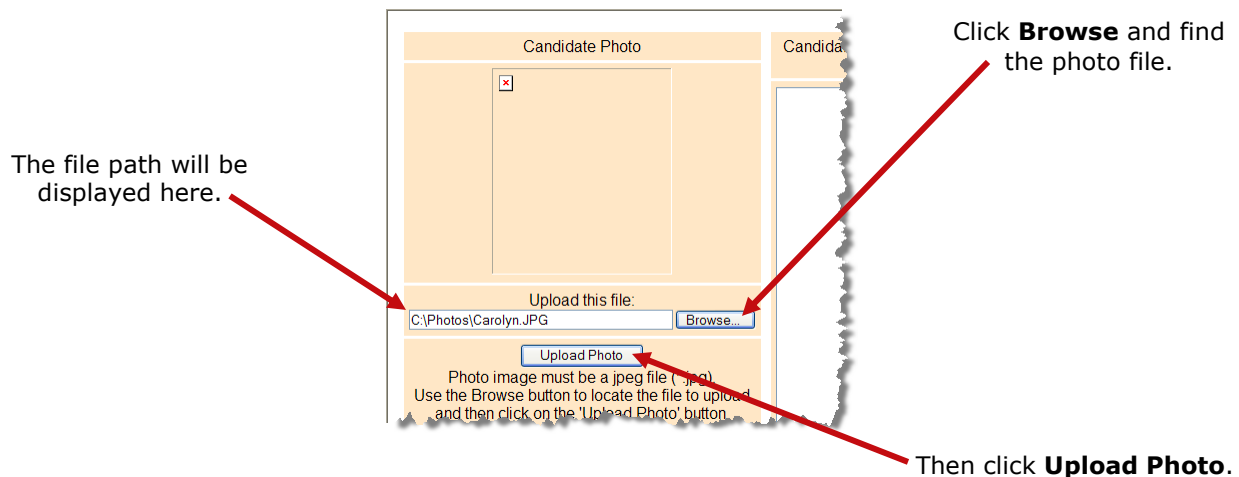 Candidate Photo
Candida
Click Browse and find
the photo file.
The file path will be
displayed here.
Upload this file:
C:\Photos\Carolyn.JPG
Browse...
Upload Photo
Photo image must be a jpeg file (*.jpg).
Use the Browse button to locate the file to upload
and then click on the 'Upload Photo' button
Then click Upload Photo.